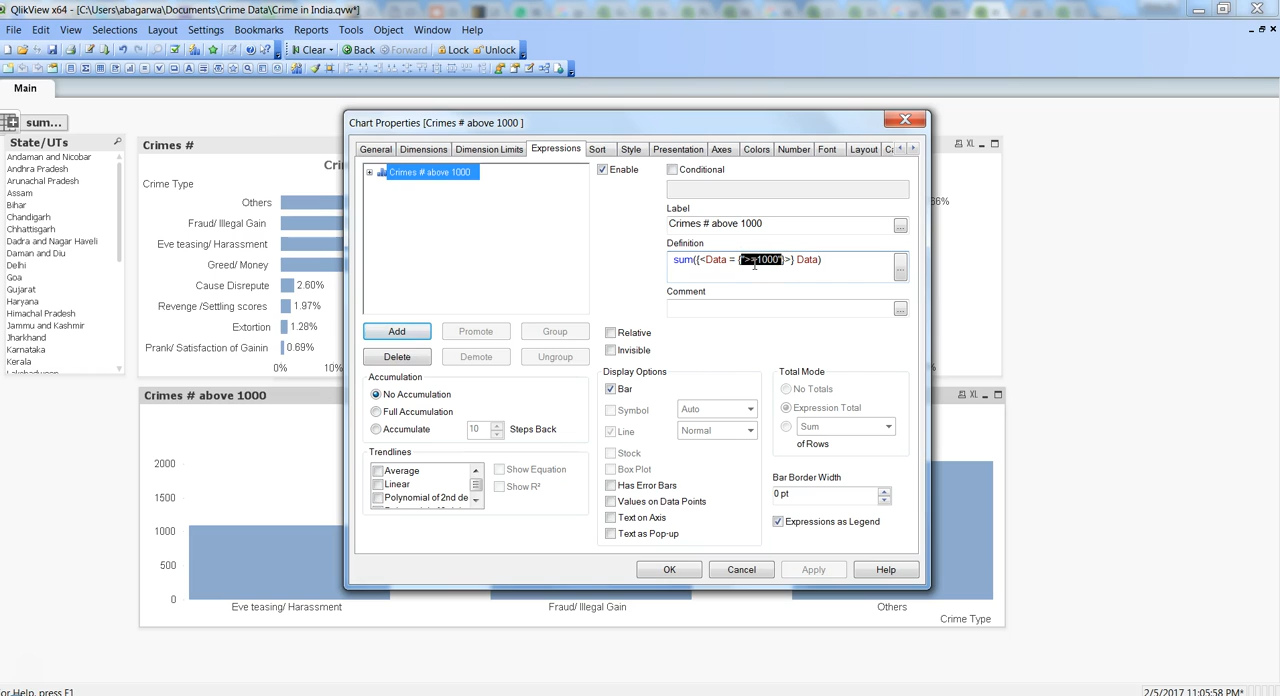 QlikView x64 - [C:\Users\abagarwa\Documents\Crime Data\Crime in India.qvw*]
File Edit View Selections Layout Settings Bookmarks Reports Tools Object Window Help
Clear Back Forward Lock Unlock
Main
sum...
State/UTs
Andaman and Nicobar
Andhra Pradesh
Arunachal Pradesh
Assam
Bihar
Chandigarh
Chhattisgarh
Dadra and Nagar Haveli
Daman and Diu
Delhi
Goa
Gujarat
Haryana
Himachal Pradesh
Jammu and Kashmir
Jharkhand
Karnataka
Kerala
Crimes #
XL
Crime Type
Others
Fraud/ Illegal Gain
Eve teasing/ Harassment
Greed/ Money
Cause Disrepute 2.60%
Revenge /Settling scores 1.97%
Extortion 1.28%
Prank/ Satisfaction of Gainin 0.69%
0% 10%
Crimes # above 1000
XL
2000
1500
1000
500
0
Eve teasing/ Harassment Fraud/ Illegal Gain Others
Crime Type
Chart Properties [Crimes # above 1000 ]
General Dimensions Dimension Limits Expressions Sort Style Presentation Axes Colors Number Font Layout Ca
Crimes # above 1000
Enable
Conditional
Label
Crimes # above 1000
...
Definition
sum({<Data = {">=1000"}>} Data)
...
Comment
...
Add Promote Group
Delete Demote Ungroup
Accumulation
No Accumulation
Full Accumulation
Accumulate 10 Steps Back
Trendlines
Average
Linear
Polynomial of 2nd de
Show Equation
Show R²
Relative
Invisible
Display Options
Bar
Symbol Auto
Line Normal
Stock
Box Plot
Has Error Bars
Values on Data Points
Text on Axis
Text as Pop-up
Total Mode
No Totals
Expression Total
Sum
of Rows
Bar Border Width
0 pt
Expressions as Legend
OK Cancel Apply Help
or Help, press F1
2/5/2017 11:05:58 PM*